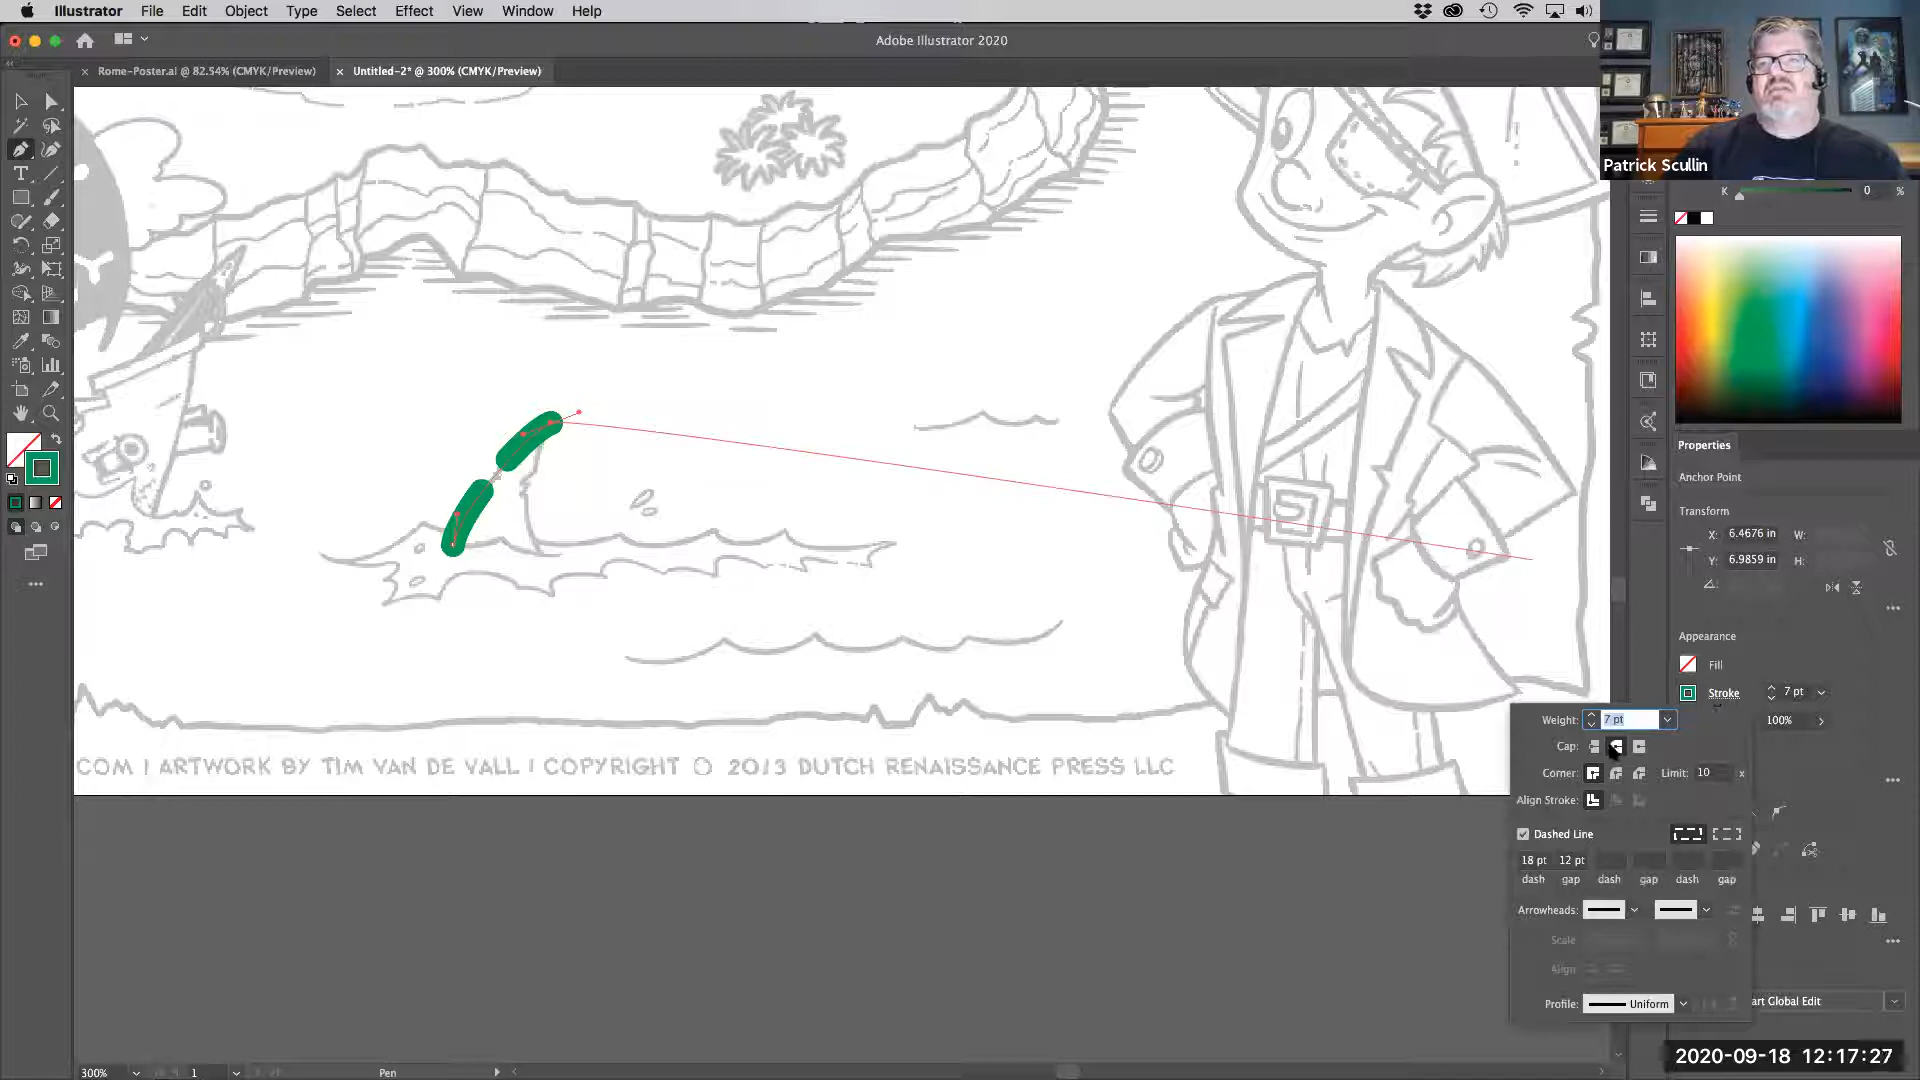 Illustrator File Edit Object Type Select Effect View Window Help
Adobe Illustrator 2020
Rome-Poster.ai @ 82.54% (CMYK/Preview)
Untitled-2* @ 300% (CMYK/Preview)
Patrick Scullin
K 0 %
Properties
Anchor Point
Transform
X: 6.4676 in W:
Y: 6.9859 in H:
Appearance
Fill
Stroke 7 pt
100%
Weight: 7 pt
Cap:
Corner: Limit: 10 x
Align Stroke:
Dashed Line
18 pt 12 pt
dash gap dash gap dash gap
Arrowheads:
Scale
Align
Profile: Uniform
art Global Edit
COM | ARTWORK BY TIM VAN DE VALL | COPYRIGHT © 2013 DUTCH RENAISSANCE PRESS LLC
2020-09-18 12:17:27
300% 1 Pen